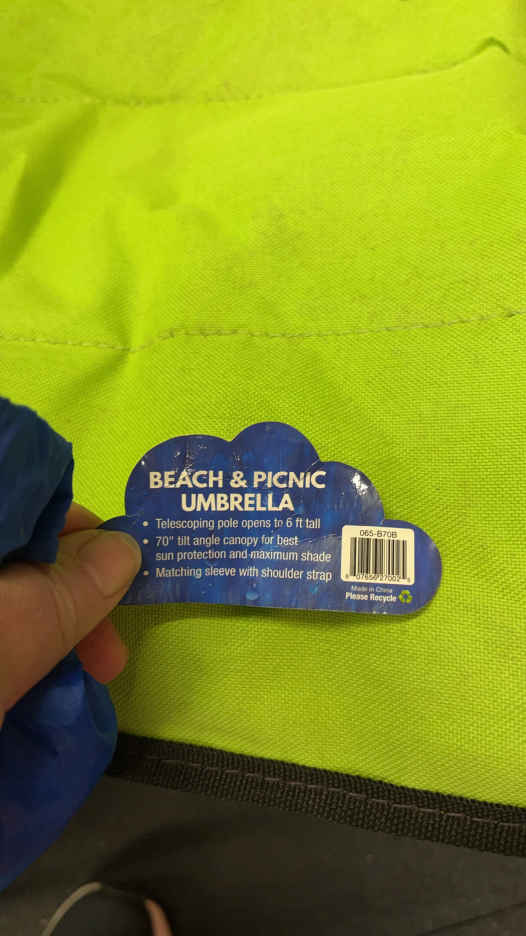 BEACH & PICNIC
UMBRELLA
• Telescoping pole opens to 6 ft tall
• 70" tilt angle canopy for best
sun protection and maximum shade
• Matching sleeve with shoulder strap
065-B70B
Made in China
Please Recycle